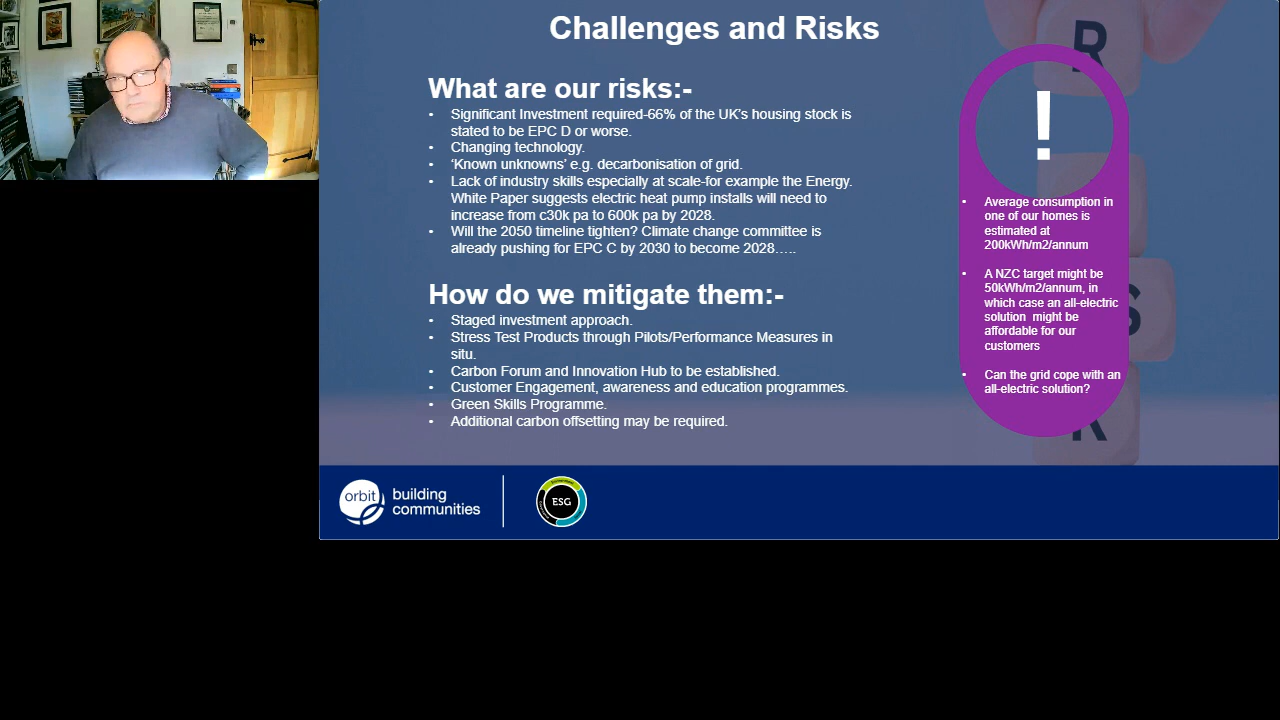 Challenges and Risks
What are our risks:-
• Significant Investment required-66% of the UK's housing stock is
stated to be EPC D or worse.
• Changing technology.
• 'Known unknowns' e.g. decarbonisation of grid.
• Lack of industry skills especially at scale-for example the Energy.
White Paper suggests electric heat pump installs will need to
increase from c30k pa to 600k pa by 2028.
• Will the 2050 timeline tighten? Climate change committee is
already pushing for EPC C by 2030 to become 2028…..
How do we mitigate them:-
• Staged investment approach.
• Stress Test Products through Pilots/Performance Measures in
situ.
• Carbon Forum and Innovation Hub to be established.
• Customer Engagement, awareness and education programmes.
• Green Skills Programme.
• Additional carbon offsetting may be required.
R
!
• Average consumption in
one of our homes is
estimated at
200kWh/m2/annum
• A NZC target might be
50kWh/m2/annum, in
which case an all-electric
solution might be
affordable for our
customers
• Can the grid cope with an
all-electric solution?
S
K
orbit
building
communities
ESG